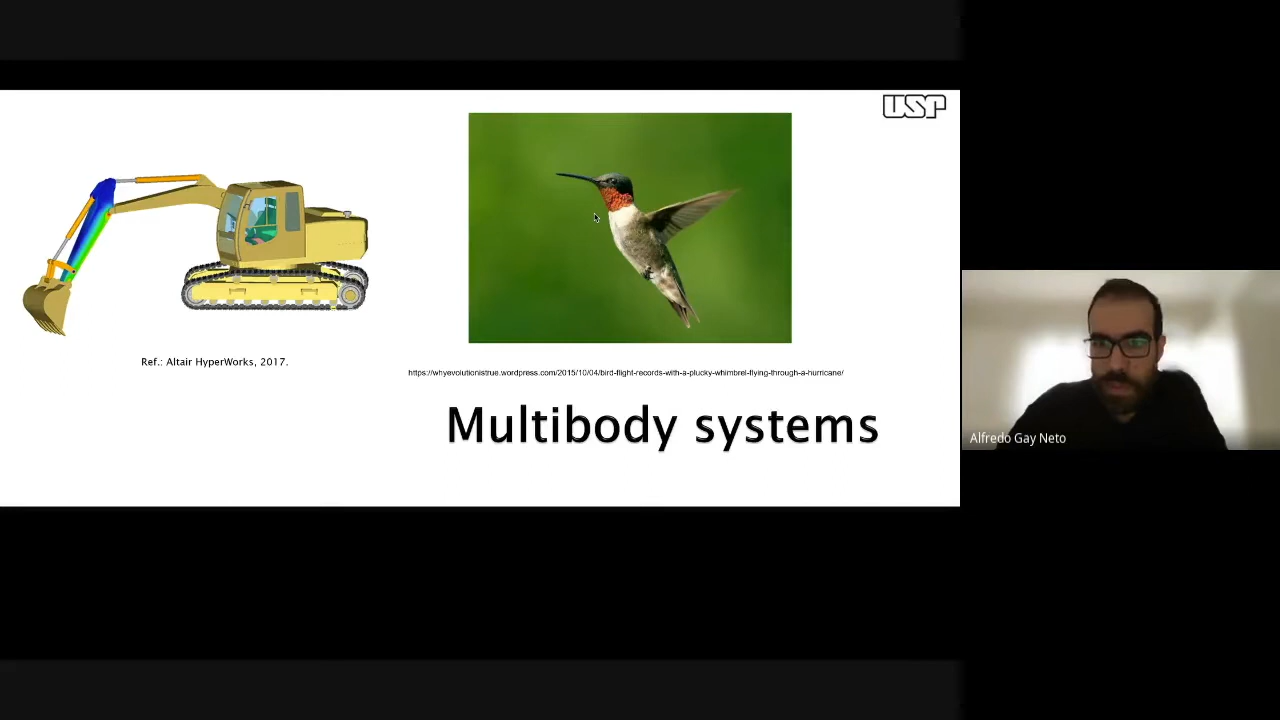 USP
Ref.: Altair HyperWorks, 2017.
https://whyevolutionistrue.wordpress.com/2015/10/04/bird-flight-records-with-a-plucky-whimbrel-flying-through-a-hurricane/
Multibody systems
Alfredo Gay Neto